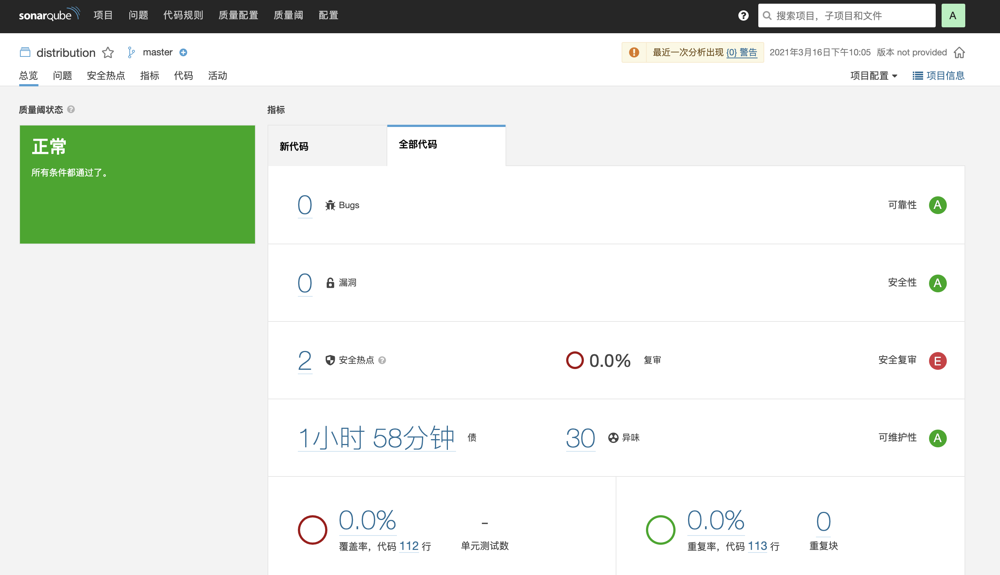 sonarqube 项目 问题 代码规则 质量配置 质量阈 配置 ? 搜索项目，子项目和文件 A
distribution master 最近一次分析出现 {0} 警告 2021年3月16日下午10:05 版本 not provided
总览 问题 安全热点 指标 代码 活动 项目配置 项目信息
质量阈状态 ?
正常
所有条件都通过了。
指标
新代码 全部代码
0 Bugs 可靠性 A
0 漏洞 安全性 A
2 安全热点 ? 0.0% 复审 安全复审 E
1小时 58分钟 债 30 异味 可维护性 A
0.0% - 0.0% 0
覆盖率，代码 112 行 单元测试数 重复率，代码 113 行 重复块